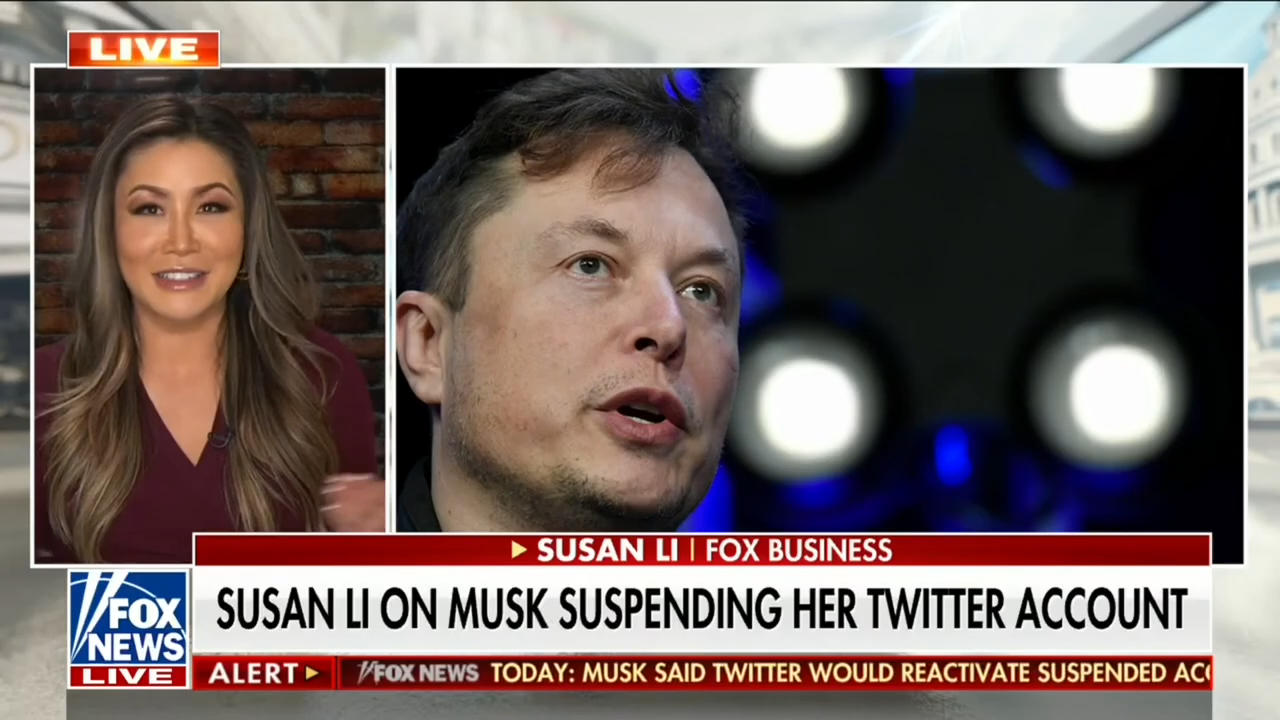 LIVE
SUSAN LI | FOX BUSINESS
SUSAN LI ON MUSK SUSPENDING HER TWITTER ACCOUNT
FOX
NEWS
LIVE
ALERT FOX NEWS TODAY: MUSK SAID TWITTER WOULD REACTIVATE SUSPENDED